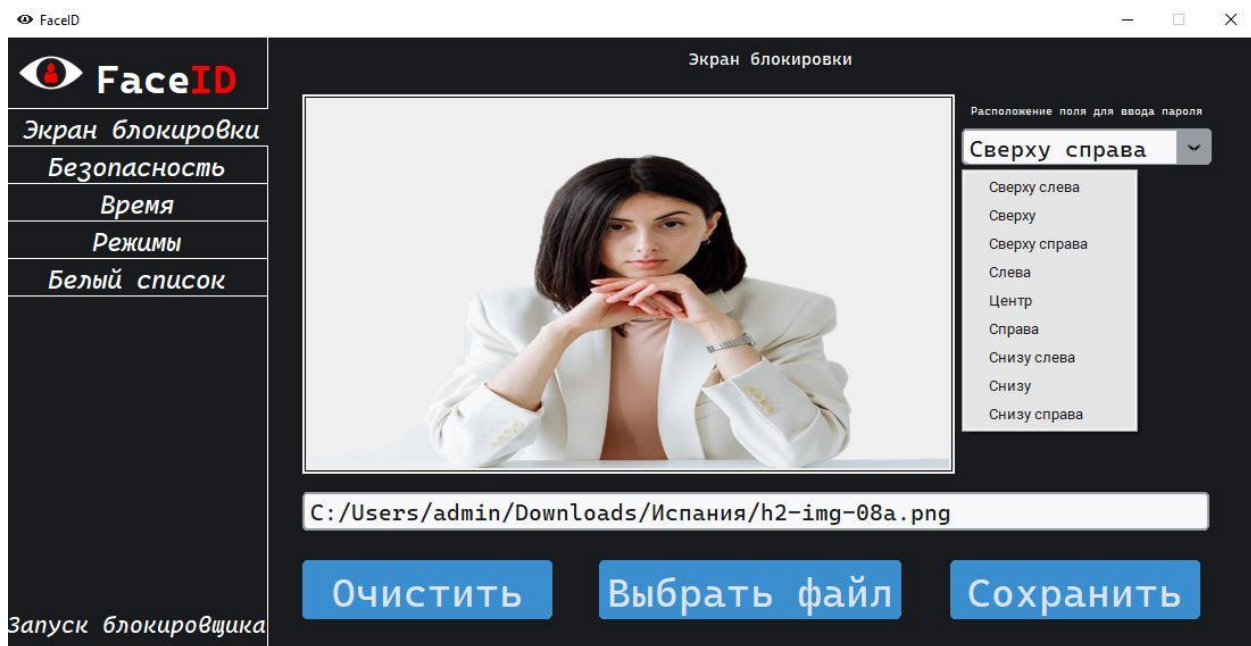 FaceID
FaceID
Экран блокировки
Безопасность
Время
Режимы
Белый список
Запуск блокировщика
Экран блокировки
Расположение поля для ввода пароля
Сверху справа
Сверху слева
Сверху
Сверху справа
Слева
Центр
Справа
Снизу слева
Снизу
Снизу справа
C:/Users/admin/Downloads/Испания/h2-img-08a.png
Очистить
Выбрать файл
Сохранить